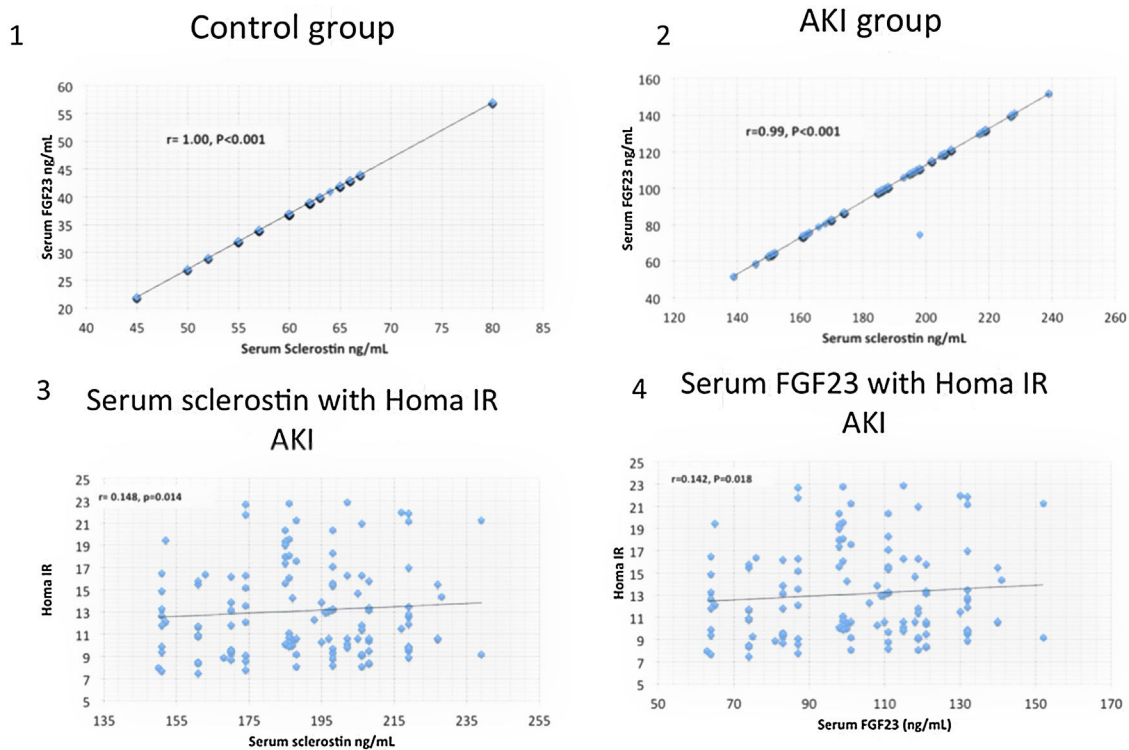 1
Control group
60
55
50
45
40
35
30
25
20
Serum FGF23 ng/mL
r= 1.00, P<0.001
40 45 50 55 60 65 70 75 80 85
Serum Sclerostin ng/mL
2
AKI group
160
140
120
100
80
60
40
Serum FGF23 ng/mL
r=0.99, P<0.001
120 140 160 180 200 220 240 260
Serum sclerostin ng/mL
3
Serum sclerostin with Homa IR
AKI
25
23
21
19
17
15
13
11
9
7
5
Homa IR
r= 0.148, p=0.014
135 155 175 195 215 235 255
Serum sclerostin ng/mL
4
Serum FGF23 with Homa IR
AKI
25
23
21
19
17
15
13
11
9
7
5
Homa IR
r=0.142, P=0.018
50 70 90 110 130 150 170
Serum FGF23 (ng/mL)